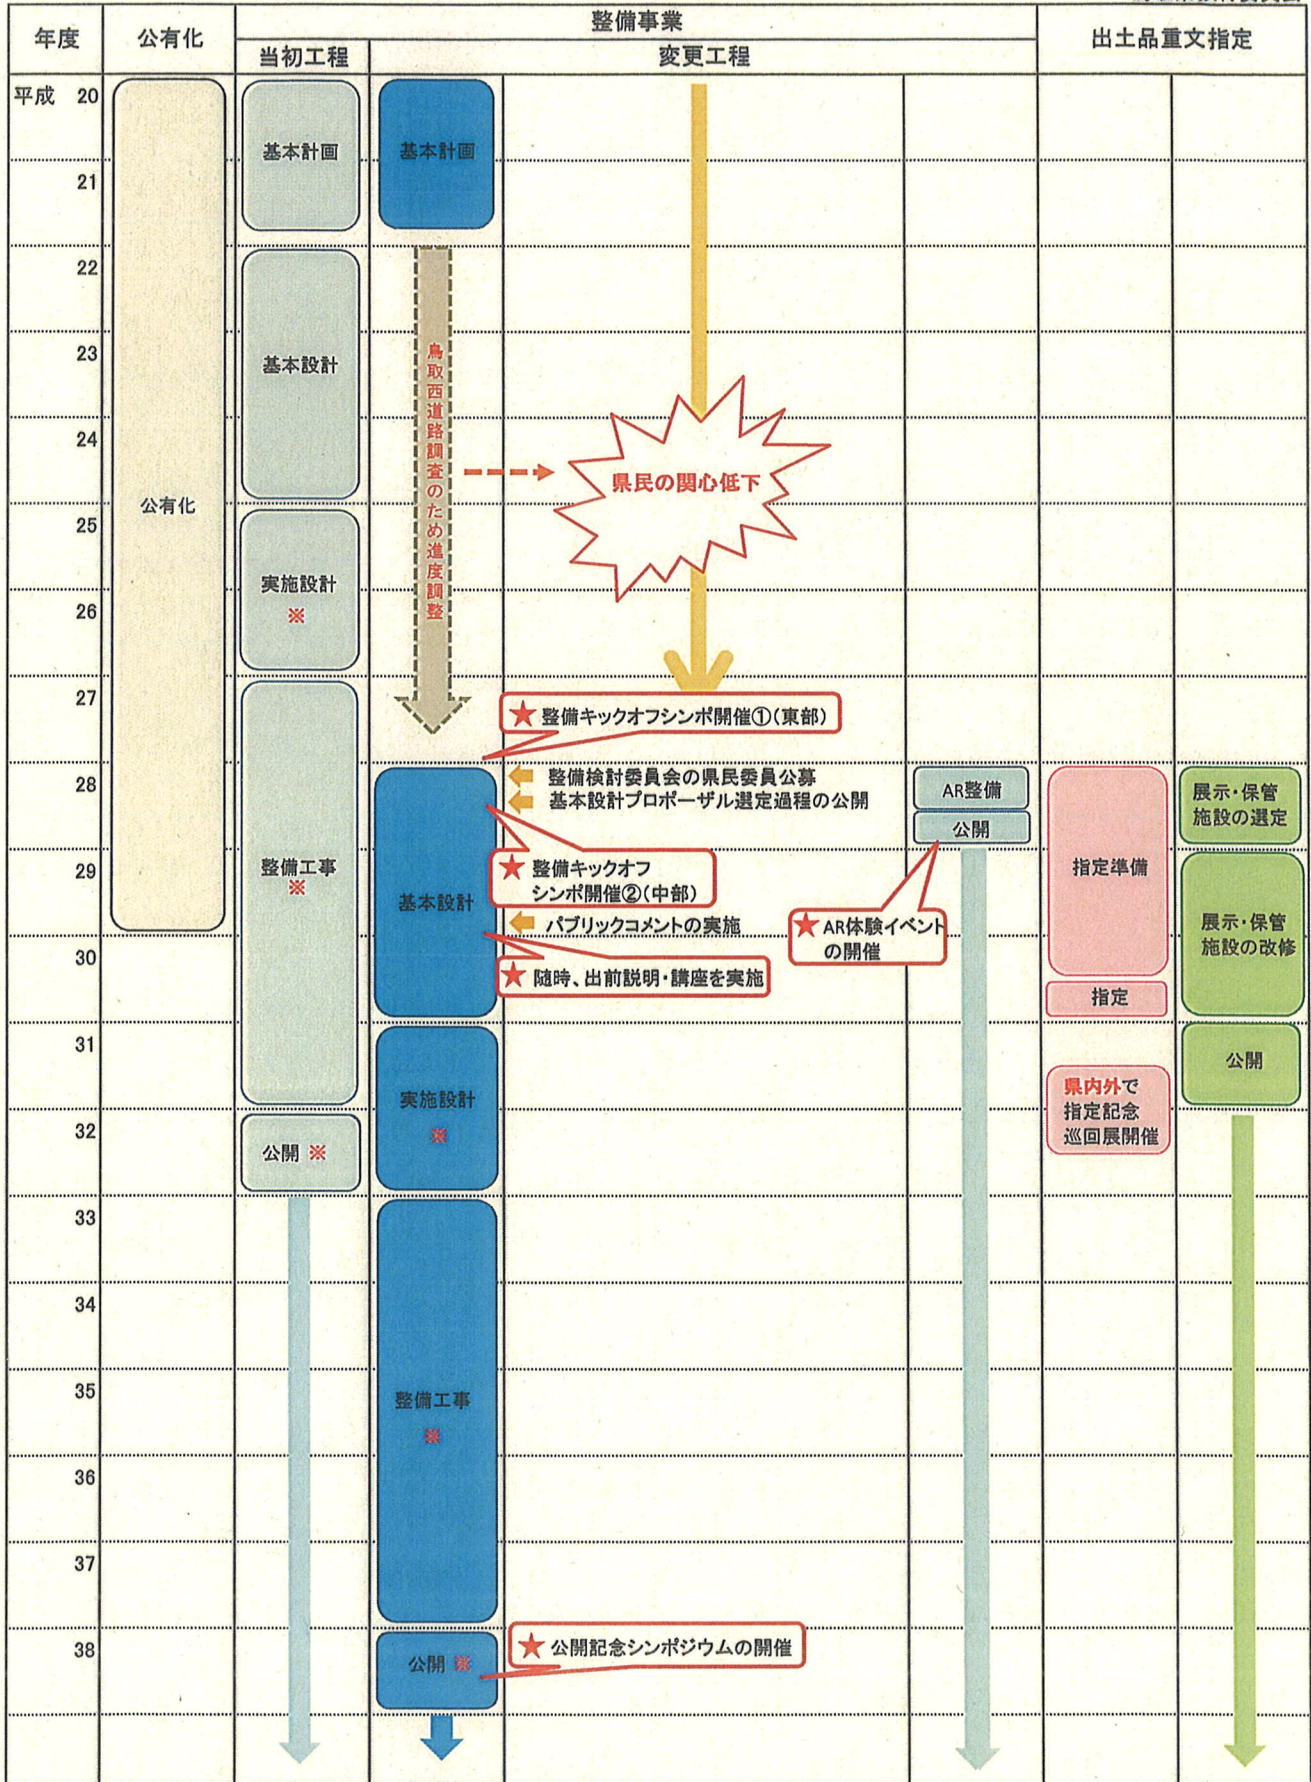 年度
公有化
整備事業
当初工程
変更工程
出土品重文指定
平成 20
21
22
23
24
25
26
27
28
29
30
31
32
33
34
35
36
37
38
公有化
基本計画
基本設計
実施設計
※
整備工事
※
公開 ※
基本計画
鳥取西道路調査のため進度調整
県民の関心低下
★ 整備キックオフシンポ開催①(東部)
整備検討委員会の県民委員公募
基本設計プロポーザル選定過程の公開
★ 整備キックオフ
シンポ開催②(中部)
基本設計
パブリックコメントの実施
★ 随時、出前説明・講座を実施
実施設計
※
整備工事
※
公開 ※
★ 公開記念シンポジウムの開催
AR整備
公開
★ AR体験イベント
の開催
指定準備
指定
県内外で
指定記念
巡回展開催
展示・保管
施設の選定
展示・保管
施設の改修
公開